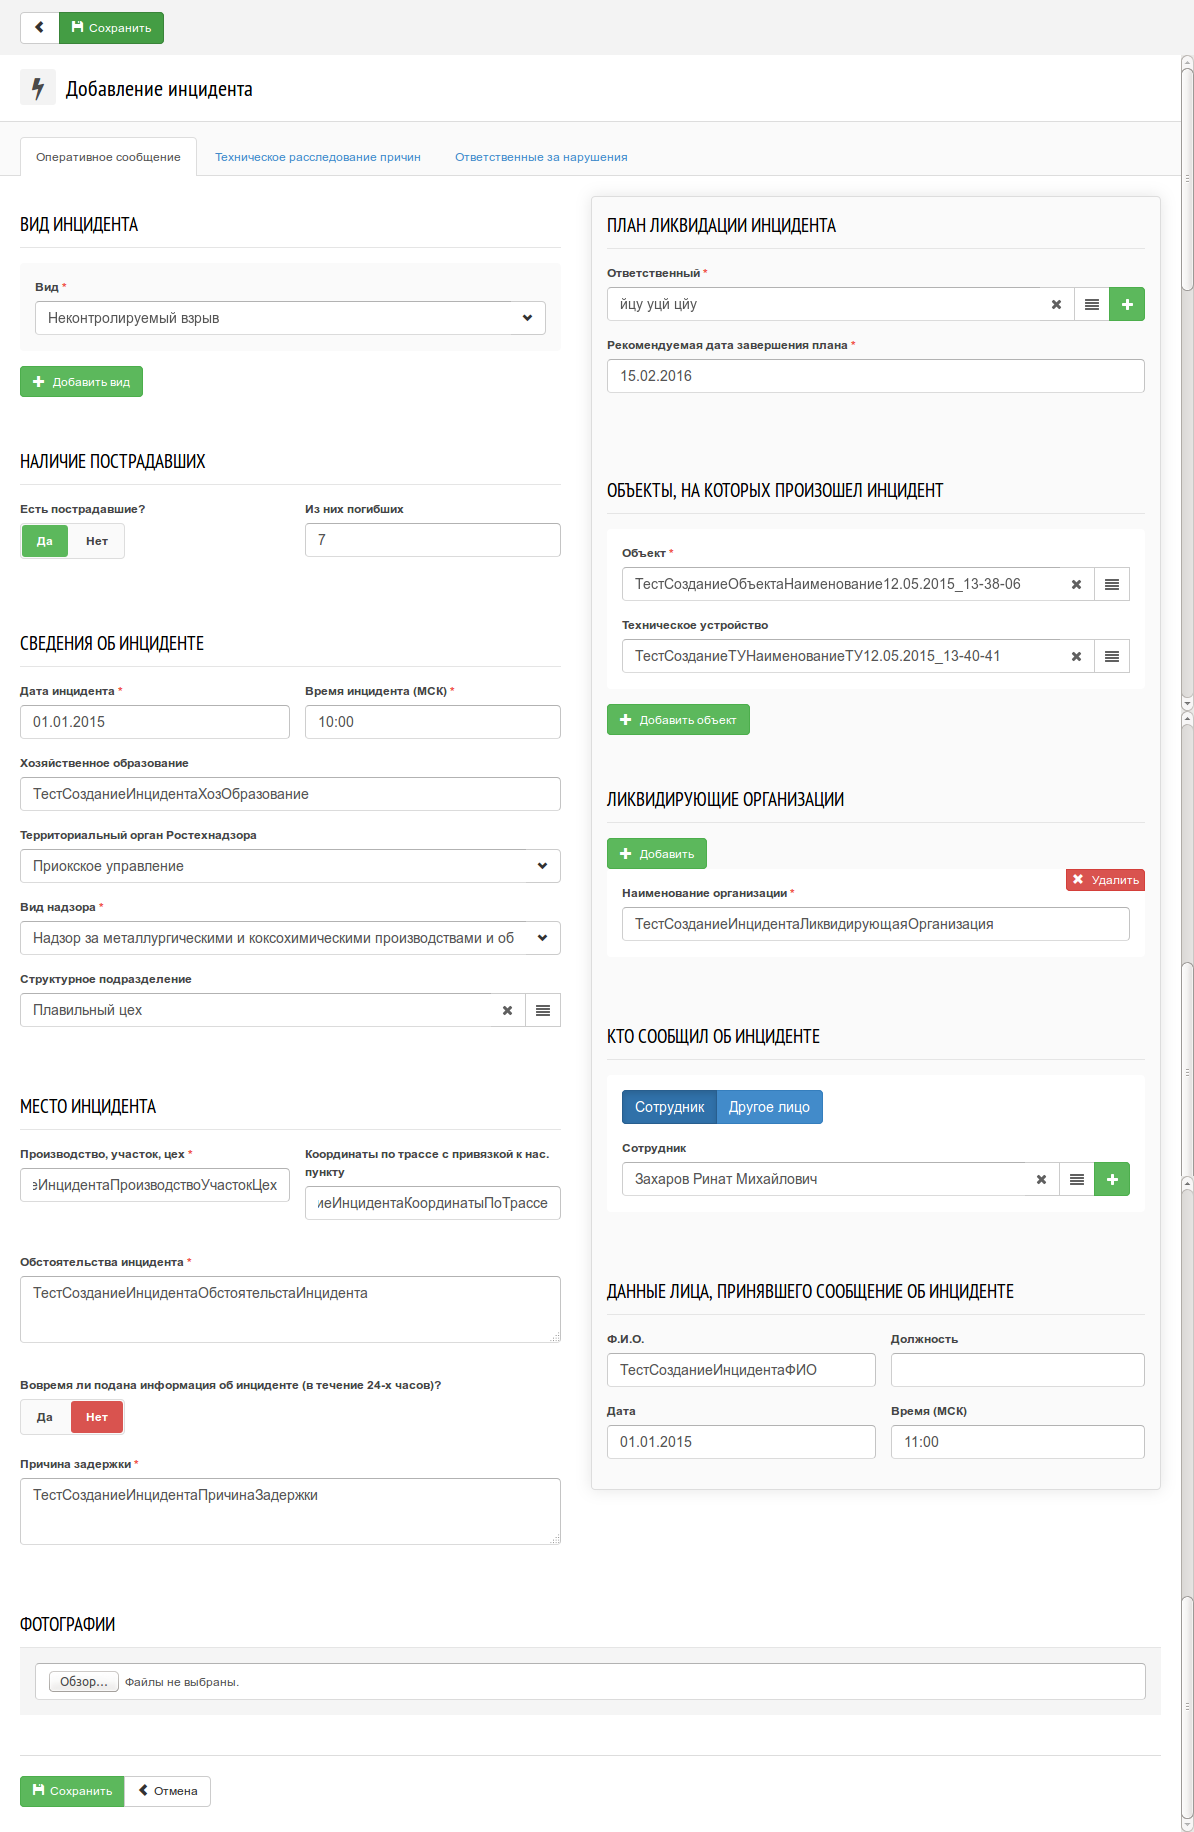 Сохранить
Добавление инцидента
Оперативное сообщение
Техническое расследование причин
Ответственные за нарушения
ВИД ИНЦИДЕНТА
Вид *
Неконтролируемый взрыв
Добавить вид
НАЛИЧИЕ ПОСТРАДАВШИХ
Есть пострадавшие?
Из них погибших
Да
Нет
7
СВЕДЕНИЯ ОБ ИНЦИДЕНТЕ
Дата инцидента *
Время инцидента (МСК) *
01.01.2015
10:00
Хозяйственное образование
ТестСозданиеИнцидентаХозОбразование
Территориальный орган Ростехнадзора
Приокское управление
Вид надзора *
Надзор за металлургическими и коксохимическими производствами и об
Структурное подразделение
Плавильный цех
МЕСТО ИНЦИДЕНТА
Производство, участок, цех *
Координаты по трассе с привязкой к нас.
пункту
еИнцидентаПроизводствоУчастокЦех
иеИнцидентаКоординатыПоТрассе
Обстоятельства инцидента *
ТестСозданиеИнцидентаОбстоятельстаИнцидента
Вовремя ли подана информация об инциденте (в течение 24-х часов)?
Да
Нет
Причина задержки *
ТестСозданиеИнцидентаПричинаЗадержки
ПЛАН ЛИКВИДАЦИИ ИНЦИДЕНТА
Ответственный *
йцу уцй цйу
Рекомендуемая дата завершения плана *
15.02.2016
ОБЪЕКТЫ, НА КОТОРЫХ ПРОИЗОШЕЛ ИНЦИДЕНТ
Объект *
ТестСозданиеОбъектаНаименование12.05.2015_13-38-06
Техническое устройство
ТестСозданиеТУНаименованиеТУ12.05.2015_13-40-41
Добавить объект
ЛИКВИДИРУЮЩИЕ ОРГАНИЗАЦИИ
Добавить
Удалить
Наименование организации *
ТестСозданиеИнцидентаЛиквидирующаяОрганизация
КТО СООБЩИЛ ОБ ИНЦИДЕНТЕ
Сотрудник
Другое лицо
Сотрудник
Захаров Ринат Михайлович
ДАННЫЕ ЛИЦА, ПРИНЯВШЕГО СООБЩЕНИЕ ОБ ИНЦИДЕНТЕ
Ф.И.О.
Должность
ТестСозданиеИнцидентаФИО
Дата
Время (МСК)
01.01.2015
11:00
ФОТОГРАФИИ
Обзор... Файлы не выбраны.
Сохранить
Отмена